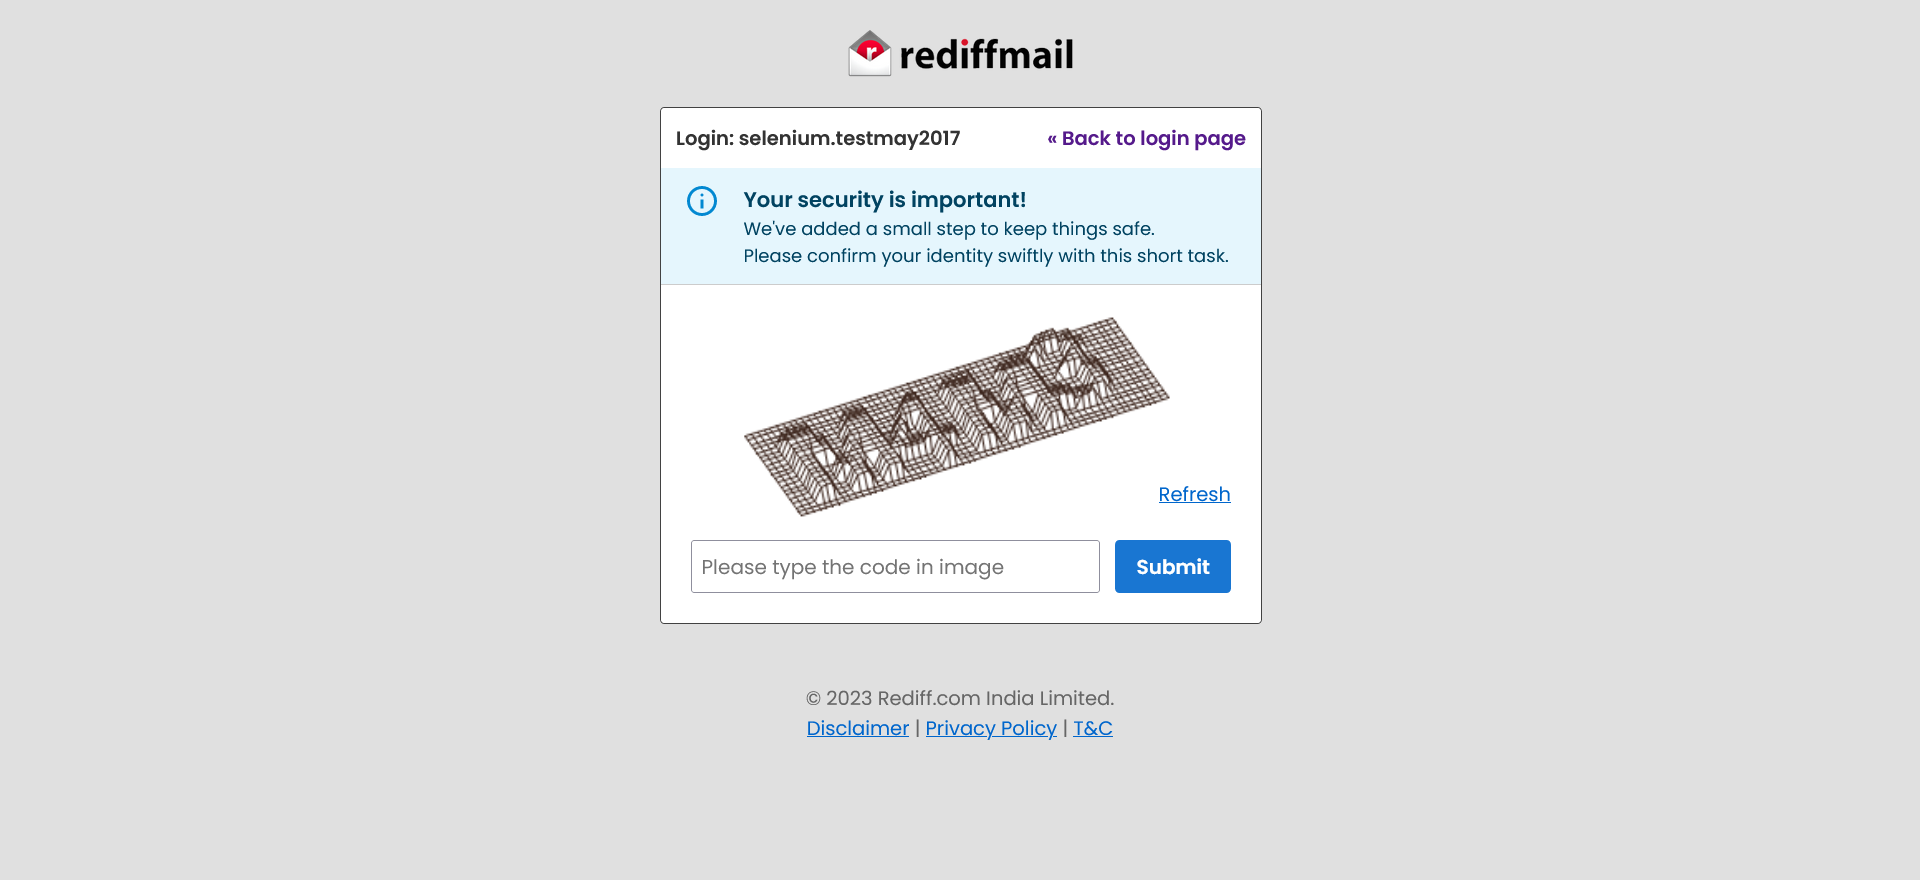 rediffmail
Login: selenium.testmay2017
« Back to login page
Your security is important!
We've added a small step to keep things safe.
Please confirm your identity swiftly with this short task.
Refresh
Please type the code in image
Submit
© 2023 Rediff.com India Limited.
Disclaimer | Privacy Policy | T&C